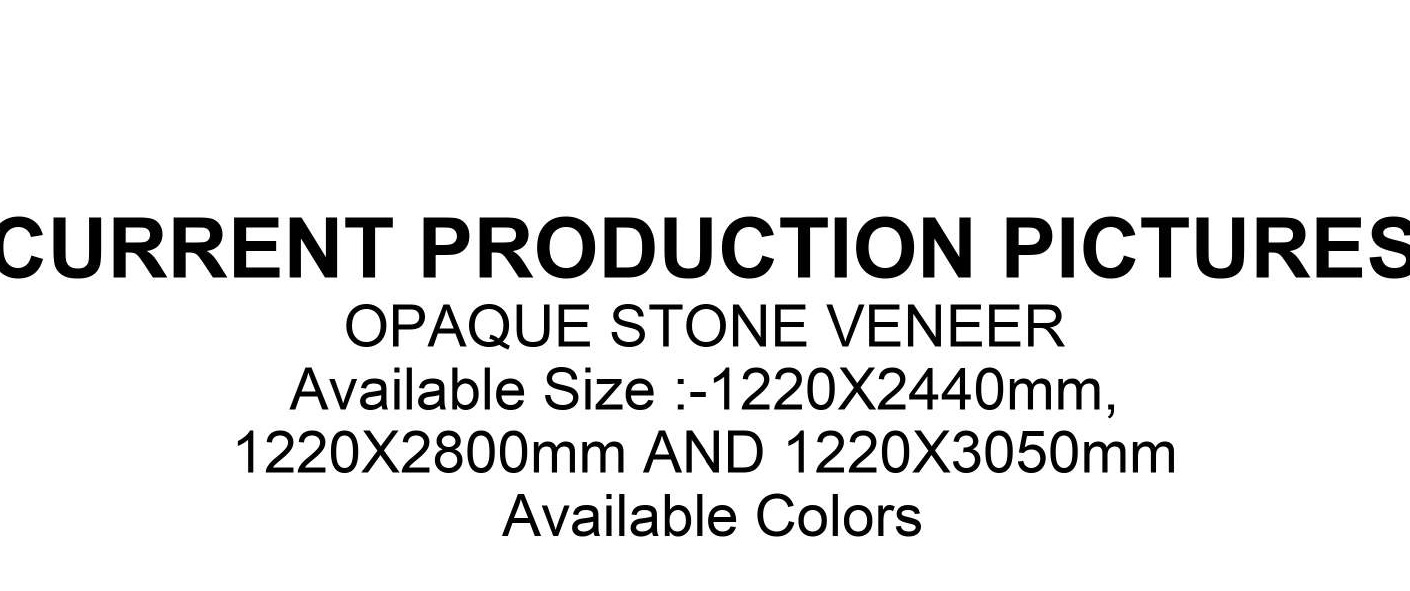 CURRENT PRODUCTION PICTURES
OPAQUE STONE VENEER
Available Size :-1220X2440mm,
1220X2800mm AND 1220X3050mm
Available Colors